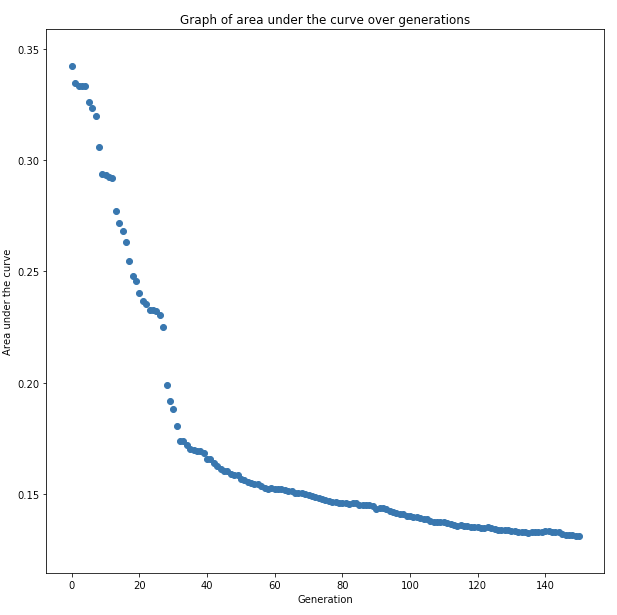 Graph of area under the curve over generations
0.35
0.30
0.25
0.20
0.15
Area under the curve
0 20 40 60 80 100 120 140
Generation